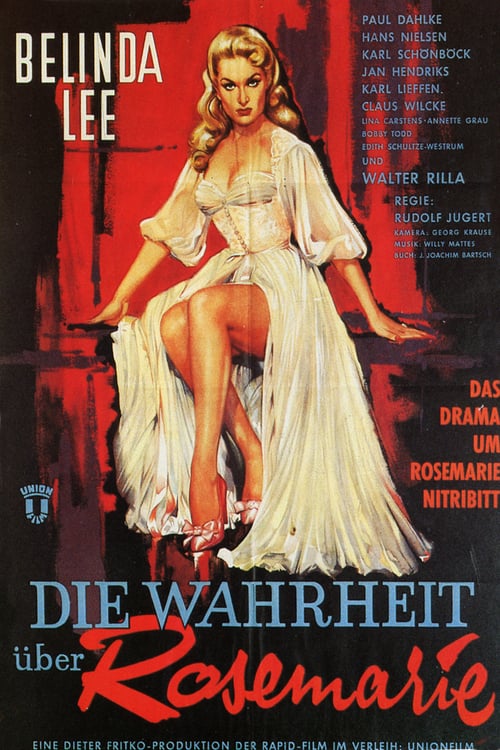 BELINDA
LEE
PAUL DAHLKE
HANS NIELSEN
KARL SCHÖNBÖCK
JAN HENDRIKS
KARL LIEFFEN.
CLAUS WILCKE
LINA CARSTENS·ANNETTE GRAU
BOBBY TODD
EDITH SCHULTZE-WESTRUM
UND
WALTER RILLA
REGIE:
RUDOLF JUGERT
KAMERA: GEORG KRAUSE
MUSIK: WILLY MATTES
BUCH: J. JOACHIM BARTSCH
DAS
DRAMA
UM
ROSEMARIE
NITRIBITT
UNION
FILM
DIE WAHRHEIT
über Rosemarie
EINE DIETER FRITKO-PRODUKTION DER RAPID-FILM IM VERLEIH: UNIONFILM